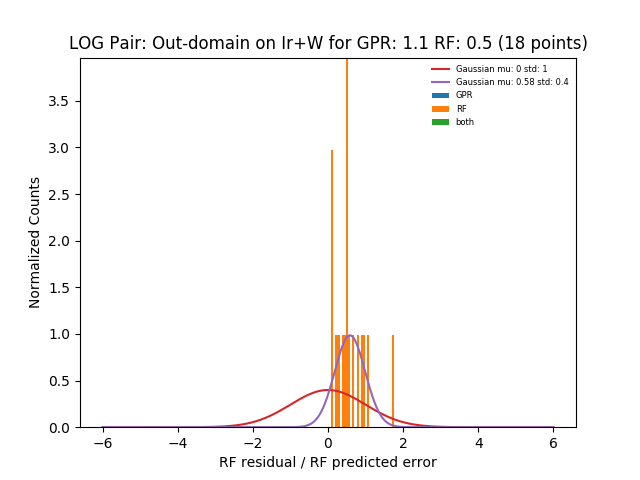 LOG Pair: Out-domain on Ir+W for GPR: 1.1 RF: 0.5 (18 points)
Gaussian mu: 0 std: 1
Gaussian mu: 0.58 std: 0.4
GPR
RF
both
Normalized Counts
3.5
3.0
2.5
2.0
1.5
1.0
0.5
0.0
−6 −4 −2 0 2 4 6
RF residual / RF predicted error